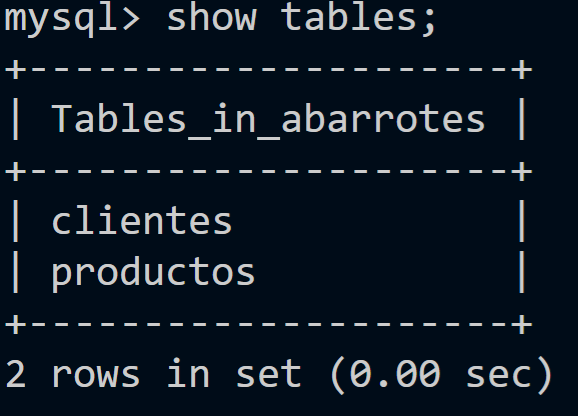 mysql> show tables;
+---------------------+
| Tables_in_abarrotes |
+---------------------+
| clientes            |
| productos           |
+---------------------+
2 rows in set (0.00 sec)